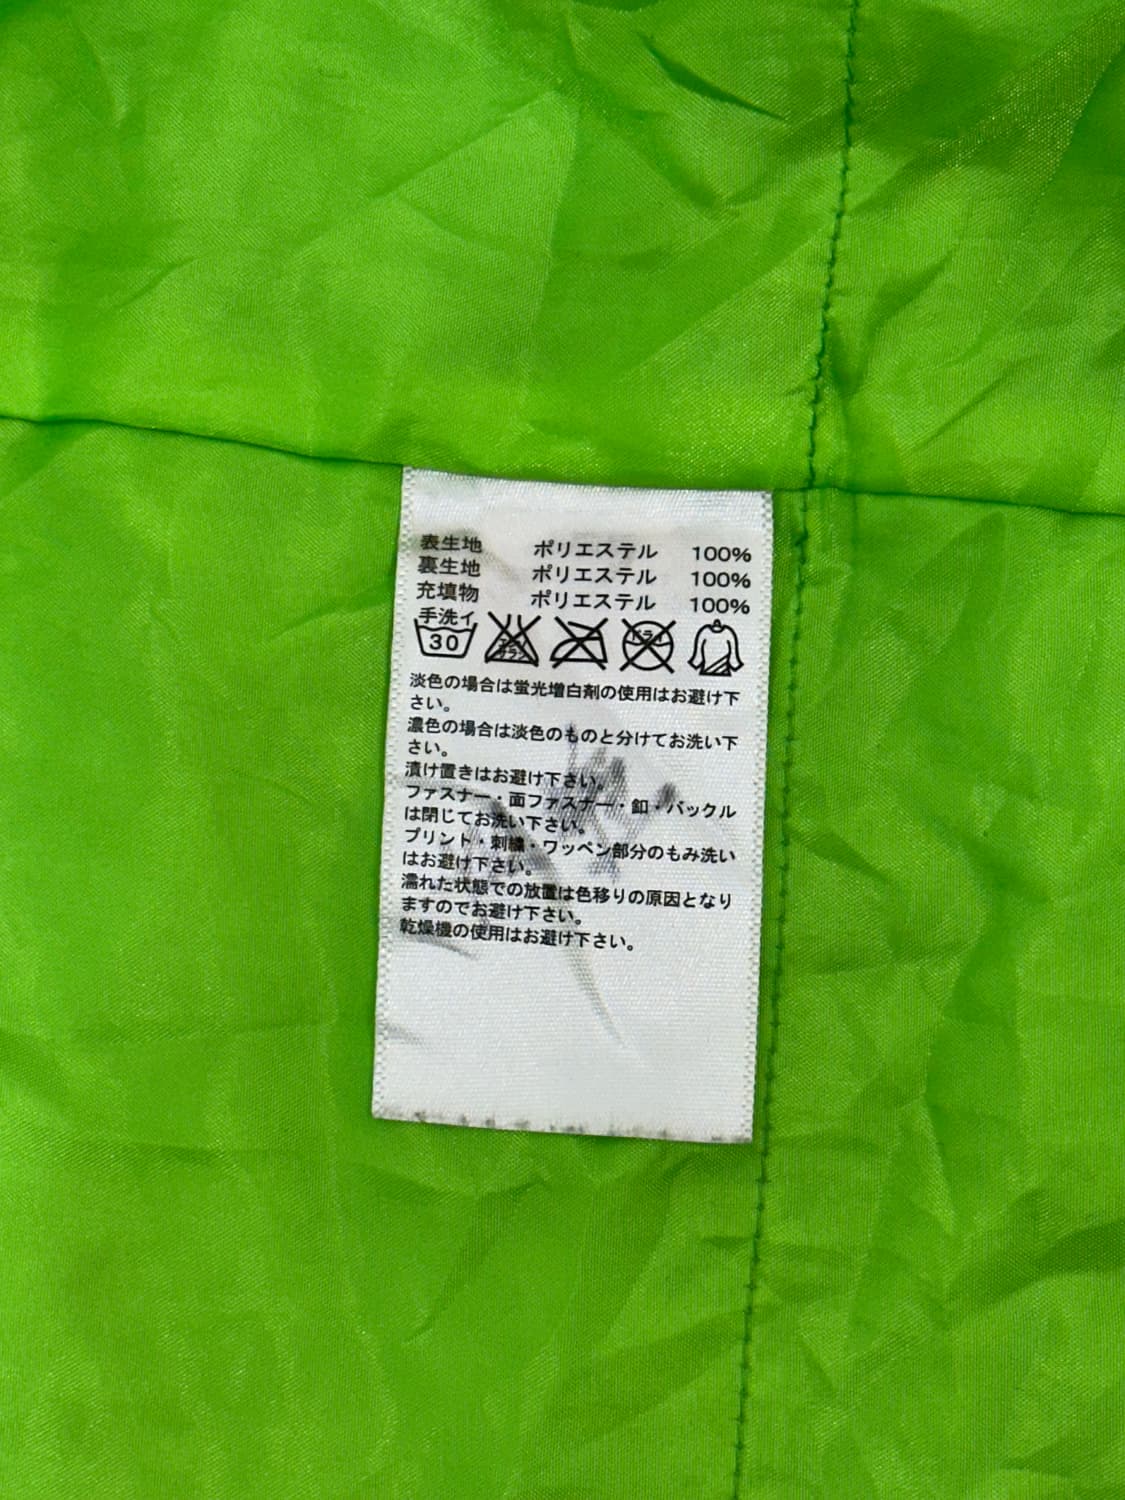 表生地 ポリエステル 100%
裏生地 ポリエステル 100%
充填物 ポリエステル 100%
手洗イ
30 エンソ サラシ ドライ
淡色の場合は蛍光増白剤の使用はお避け下
さい。
濃色の場合は淡色のものと分けてお洗い下
さい。
漬け置きはお避け下さい。
ファスナー・面ファスナー・釦・バックル
は閉じてお洗い下さい。
プリント・刺繍・ワッペン部分のもみ洗い
はお避け下さい。
濡れた状態での放置は色移りの原因となり
ますのでお避け下さい。
乾燥機の使用はお避け下さい。